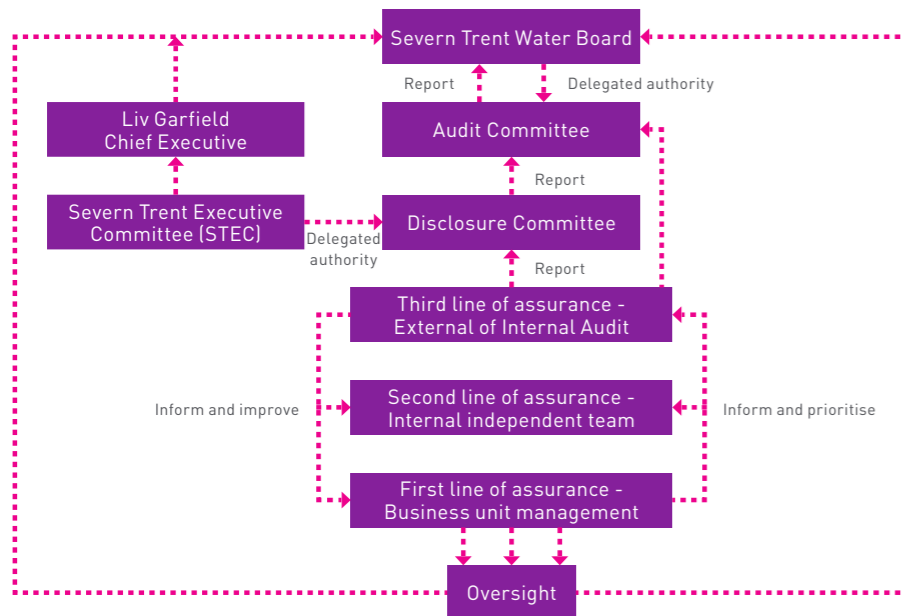 Severn Trent Water Board
Report
Delegated authority
Liv Garfield
Chief Executive
Audit Committee
Report
Severn Trent Executive
Committee (STEC)
Delegated
authority
Disclosure Committee
Report
Third line of assurance -
External of Internal Audit
Inform and improve
Second line of assurance -
Internal independent team
Inform and prioritise
First line of assurance -
Business unit management
Oversight